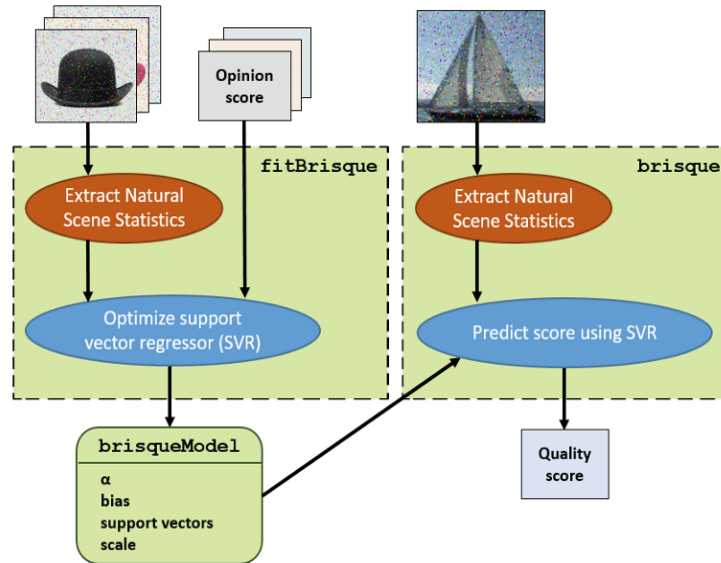 Opinion
score
fitBrisque
Extract Natural
Scene Statistics
Optimize support
vector regressor (SVR)
brisqueModel
α
bias
support vectors
scale
brisque
Extract Natural
Scene Statistics
Predict score using SVR
Quality
score